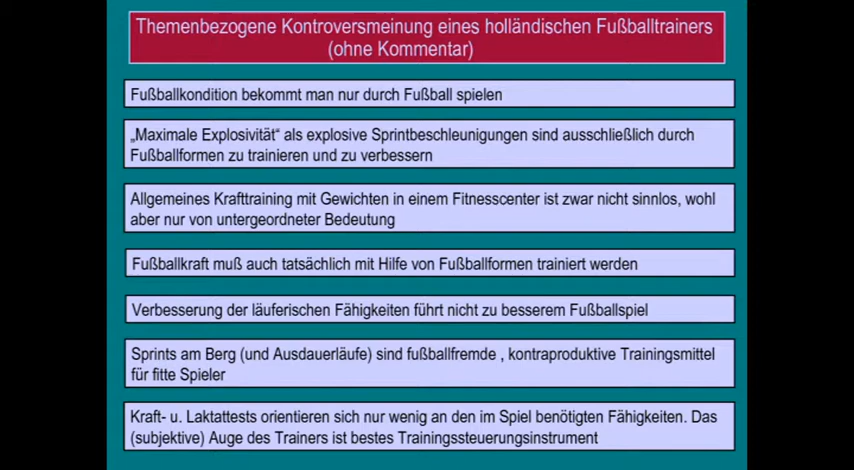 Themenbezogene Kontroversmeinung eines holländischen Fußballtrainers
(ohne Kommentar)
Fußballkondition bekommt man nur durch Fußball spielen
„Maximale Explosivität“ als explosive Sprintbeschleunigungen sind ausschließlich durch
Fußballformen zu trainieren und zu verbessern
Allgemeines Krafttraining mit Gewichten in einem Fitnesscenter ist zwar nicht sinnlos, wohl
aber nur von untergeordneter Bedeutung
Fußballkraft muß auch tatsächlich mit Hilfe von Fußballformen trainiert werden
Verbesserung der läuferischen Fähigkeiten führt nicht zu besserem Fußballspiel
Sprints am Berg (und Ausdauerläufe) sind fußballfremde , kontraproduktive Trainingsmittel
für fitte Spieler
Kraft- u. Laktattests orientieren sich nur wenig an den im Spiel benötigten Fähigkeiten. Das
(subjektive) Auge des Trainers ist bestes Trainingssteuerungsinstrument